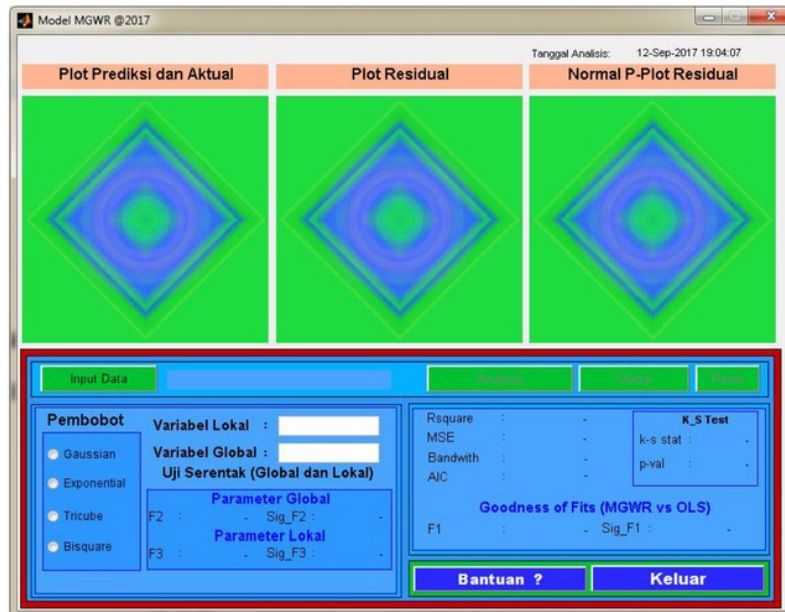 Model MGWR @2017
Tanggal Analisis: 12-Sep-2017 19:04:07
Plot Prediksi dan Aktual
Plot Residual
Normal P-Plot Residual
Input Data
Analisis
Ulangi
Reset
Pembobot
Gaussian
Exponential
Tricube
Bisquare
Variabel Lokal :
Variabel Global :
Uji Serentak (Global dan Lokal)
Parameter Global
F2 : - Sig_F2 : -
Parameter Lokal
F3 : - Sig_F3 : -
Rsquare : -
MSE : -
Bandwith : -
AIC : -
K_S Test
k-s stat : -
p-val : -
Goodness of Fits (MGWR vs OLS)
F1 : - Sig_F1 : -
Bantuan ?
Keluar